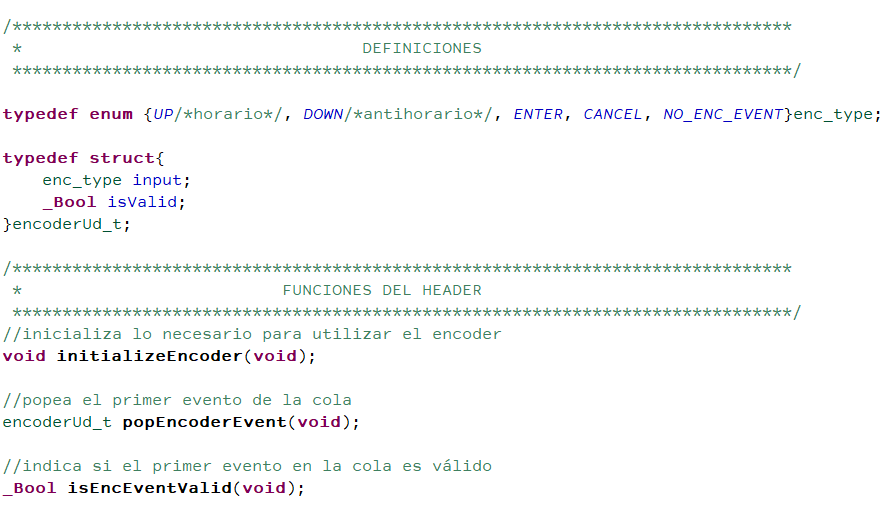 /******************************************************************************
 *                                  DEFINICIONES
 ******************************************************************************/
typedef enum {UP/*horario*/, DOWN/*antihorario*/, ENTER, CANCEL, NO_ENC_EVENT}enc_type;
typedef struct{
    enc_type input;
    _Bool isValid;
}encoderUd_t;
/******************************************************************************
 *                          FUNCIONES DEL HEADER
 ******************************************************************************/
//inicializa lo necesario para utilizar el encoder
void initializeEncoder(void);
//popea el primer evento de la cola
encoderUd_t popEncoderEvent(void);
//indica si el primer evento en la cola es válido
_Bool isEncEventValid(void);